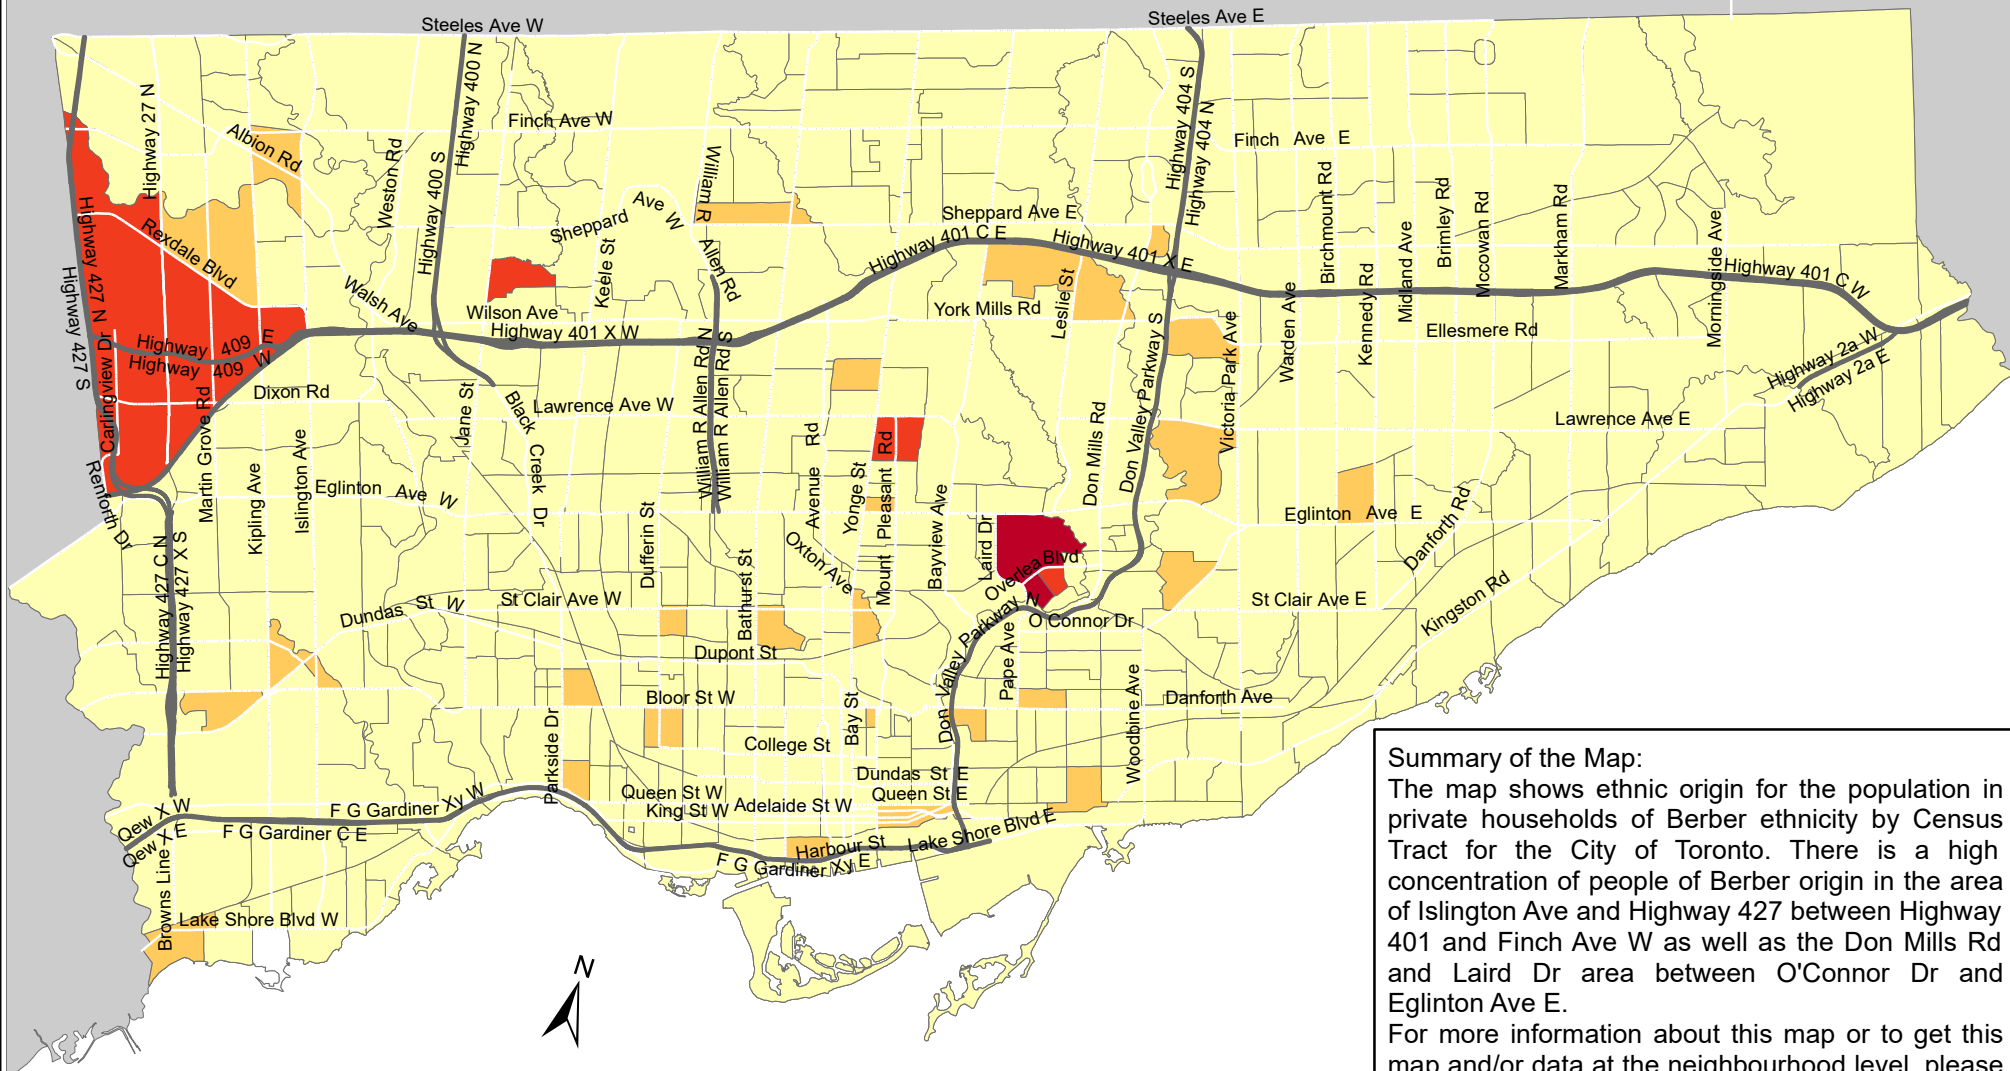 Steeles Ave W
Steeles Ave E
Highway 400 N
Highway 404 S
Highway 404 N
Highway 27 N
Finch Ave W
Finch Ave E
Albion Rd
Weston Rd
Highway 400 S
William R
Allen Rd
Sheppard Ave W
Keele St
Sheppard Ave E
Highway 401 C E
Highway 401 X E
Birchmount Rd
Brimley Rd
Mccowan Rd
Markham Rd
Midland Ave
Kennedy Rd
Warden Ave
Morningside Ave
Highway 401 C W
Highway 427 N
Highway 427 S
Rexdale Blvd
Walsh Ave
Wilson Ave
Highway 401 X W
York Mills Rd
Leslie St
Ellesmere Rd
Highway 2a W
Highway 2a E
Highway 409 E
Highway 409 W
Carlingview Dr
Martin Grove Rd
Dixon Rd
Jane St
Black Creek Dr
Lawrence Ave W
William R Allen Rd N
William R Allen Rd S
Don Valley Parkway S
Victoria Park Ave
Lawrence Ave E
Renforth Dr
Kipling Ave
Islington Ave
Eglinton Ave W
Dufferin St
Avenue Rd
Yonge St
Mount Pleasant Rd
Bayview Ave
Laird Dr
Don Mills Rd
Eglinton Ave E
Danforth Rd
Highway 427 C N
Highway 427 X S
Oxton Ave
Overlea Blvd
Dundas St W
St Clair Ave W
Bathurst St
Don Valley Parkway N
O Connor Dr
St Clair Ave E
Kingston Rd
Dupont St
Pape Ave
Bloor St W
Danforth Ave
Woodbine Ave
Parkside Dr
Bay St
College St
Dundas St E
Queen St E
Queen St W
King St W
Adelaide St W
Qew X W
Qew X E
F G Gardiner Xy W
F G Gardiner C E
Harbour St
Lake Shore Blvd E
F G Gardiner Xy E
Browns Line
Lake Shore Blvd W
N
Summary of the Map:
The map shows ethnic origin for the population in
private households of Berber ethnicity by Census
Tract for the City of Toronto. There is a high
concentration of people of Berber origin in the area
of Islington Ave and Highway 427 between Highway
401 and Finch Ave W as well as the Don Mills Rd
and Laird Dr area between O'Connor Dr and
Eglinton Ave E.
For more information about this map or to get this
map and/or data at the neighbourhood level, please